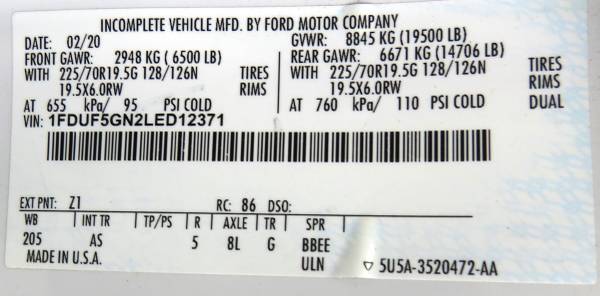 INCOMPLETE VEHICLE MFD. BY FORD MOTOR COMPANY
DATE: 02/20 GVWR: 8845 KG (19500 LB)
FRONT GAWR: 2948 KG ( 6500 LB) REAR GAWR: 6671 KG (14706 LB)
WITH 225/70R19.5G 128/126N TIRES WITH 225/70R19.5G 128/126N TIRES
19.5X6.0RW RIMS 19.5X6.0RW RIMS
AT 655 kPa/ 95 PSI COLD AT 760 kPa/ 110 PSI COLD DUAL
VIN: 1FDUF5GN2LED12371
EXT PNT: Z1 RC: 86 DSO:
WB INT TR TP/PS R AXLE TR SPR
205 AS 5 8L G BBEE
MADE IN U.S.A. ULN ▽ 5U5A-3520472-AA